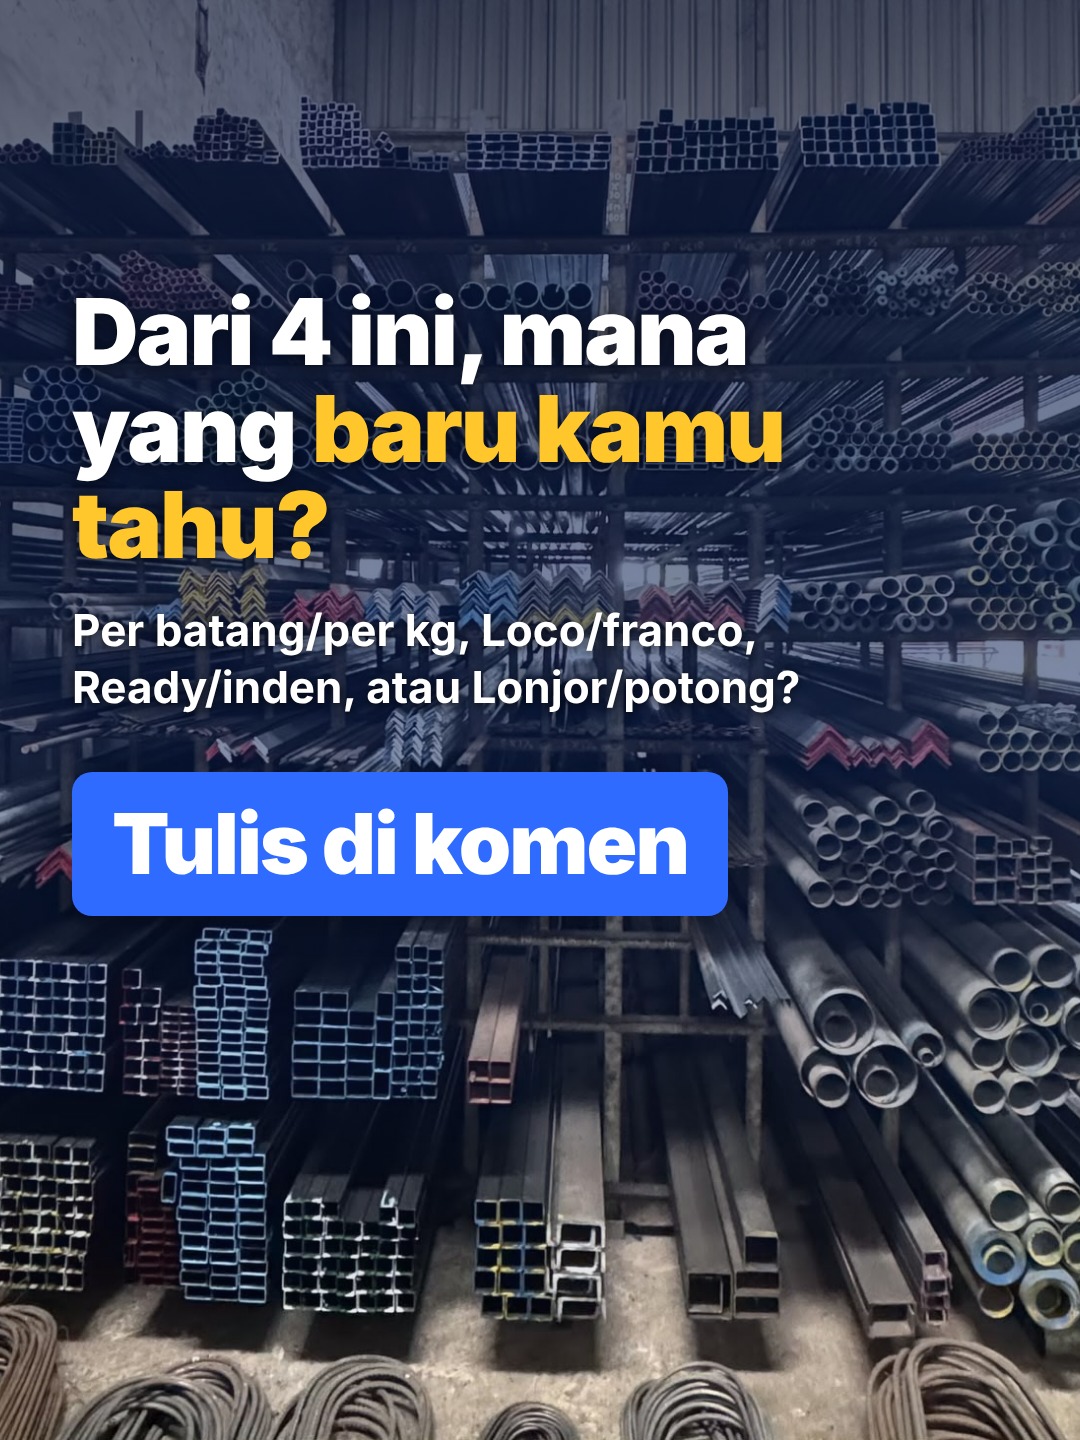 Dari 4 ini, mana
yang baru kamu
tahu?
Per batang/per kg, Loco/franco,
Ready/inden, atau Lonjor/potong?
Tulis di komen